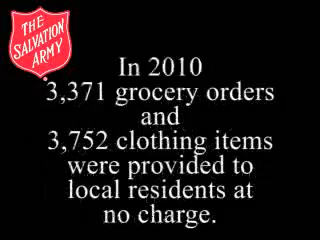 THE
SALVATION
ARMY
In 2010
3,371 grocery orders
and
3,752 clothing items
were provided to
local residents at
no charge.